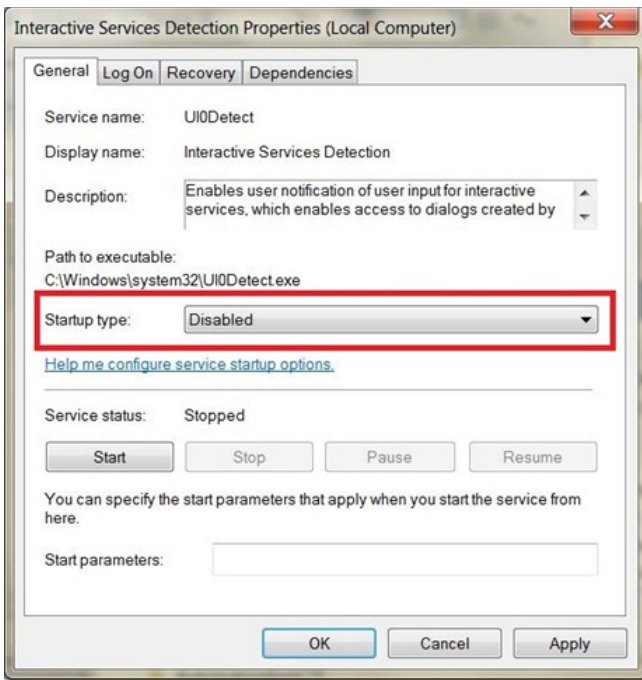 Interactive Services Detection Properties (Local Computer)
General Log On Recovery Dependencies
Service name: UI0Detect
Display name: Interactive Services Detection
Description: Enables user notification of user input for interactive
services, which enables access to dialogs created by
Path to executable:
C:\Windows\system32\UI0Detect.exe
Startup type: Disabled
Help me configure service startup options.
Service status: Stopped
Start Stop Pause Resume
You can specify the start parameters that apply when you start the service from
here.
Start parameters:
OK Cancel Apply